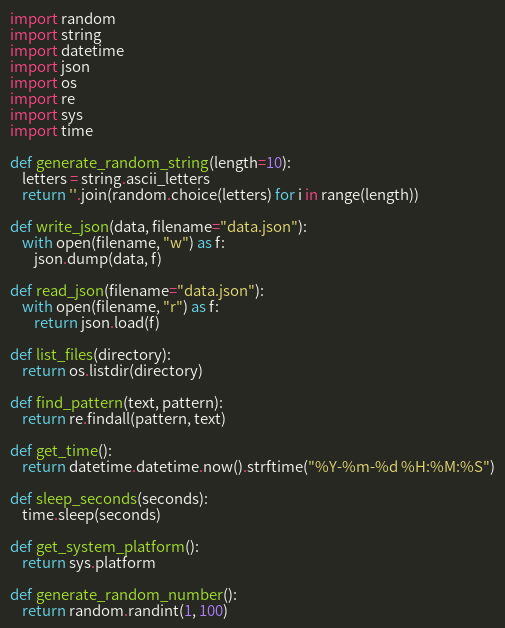 import random
import string
import datetime
import json
import os
import re
import sys
import time

def generate_random_string(length=10):
    letters = string.ascii_letters
    return ''.join(random.choice(letters) for i in range(length))

def write_json(data, filename="data.json"):
    with open(filename, "w") as f:
        json.dump(data, f)

def read_json(filename="data.json"):
    with open(filename, "r") as f:
        return json.load(f)

def list_files(directory):
    return os.listdir(directory)

def find_pattern(text, pattern):
    return re.findall(pattern, text)

def get_time():
    return datetime.datetime.now().strftime("%Y-%m-%d %H:%M:%S")

def sleep_seconds(seconds):
    time.sleep(seconds)

def get_system_platform():
    return sys.platform

def generate_random_number():
    return random.randint(1, 100)